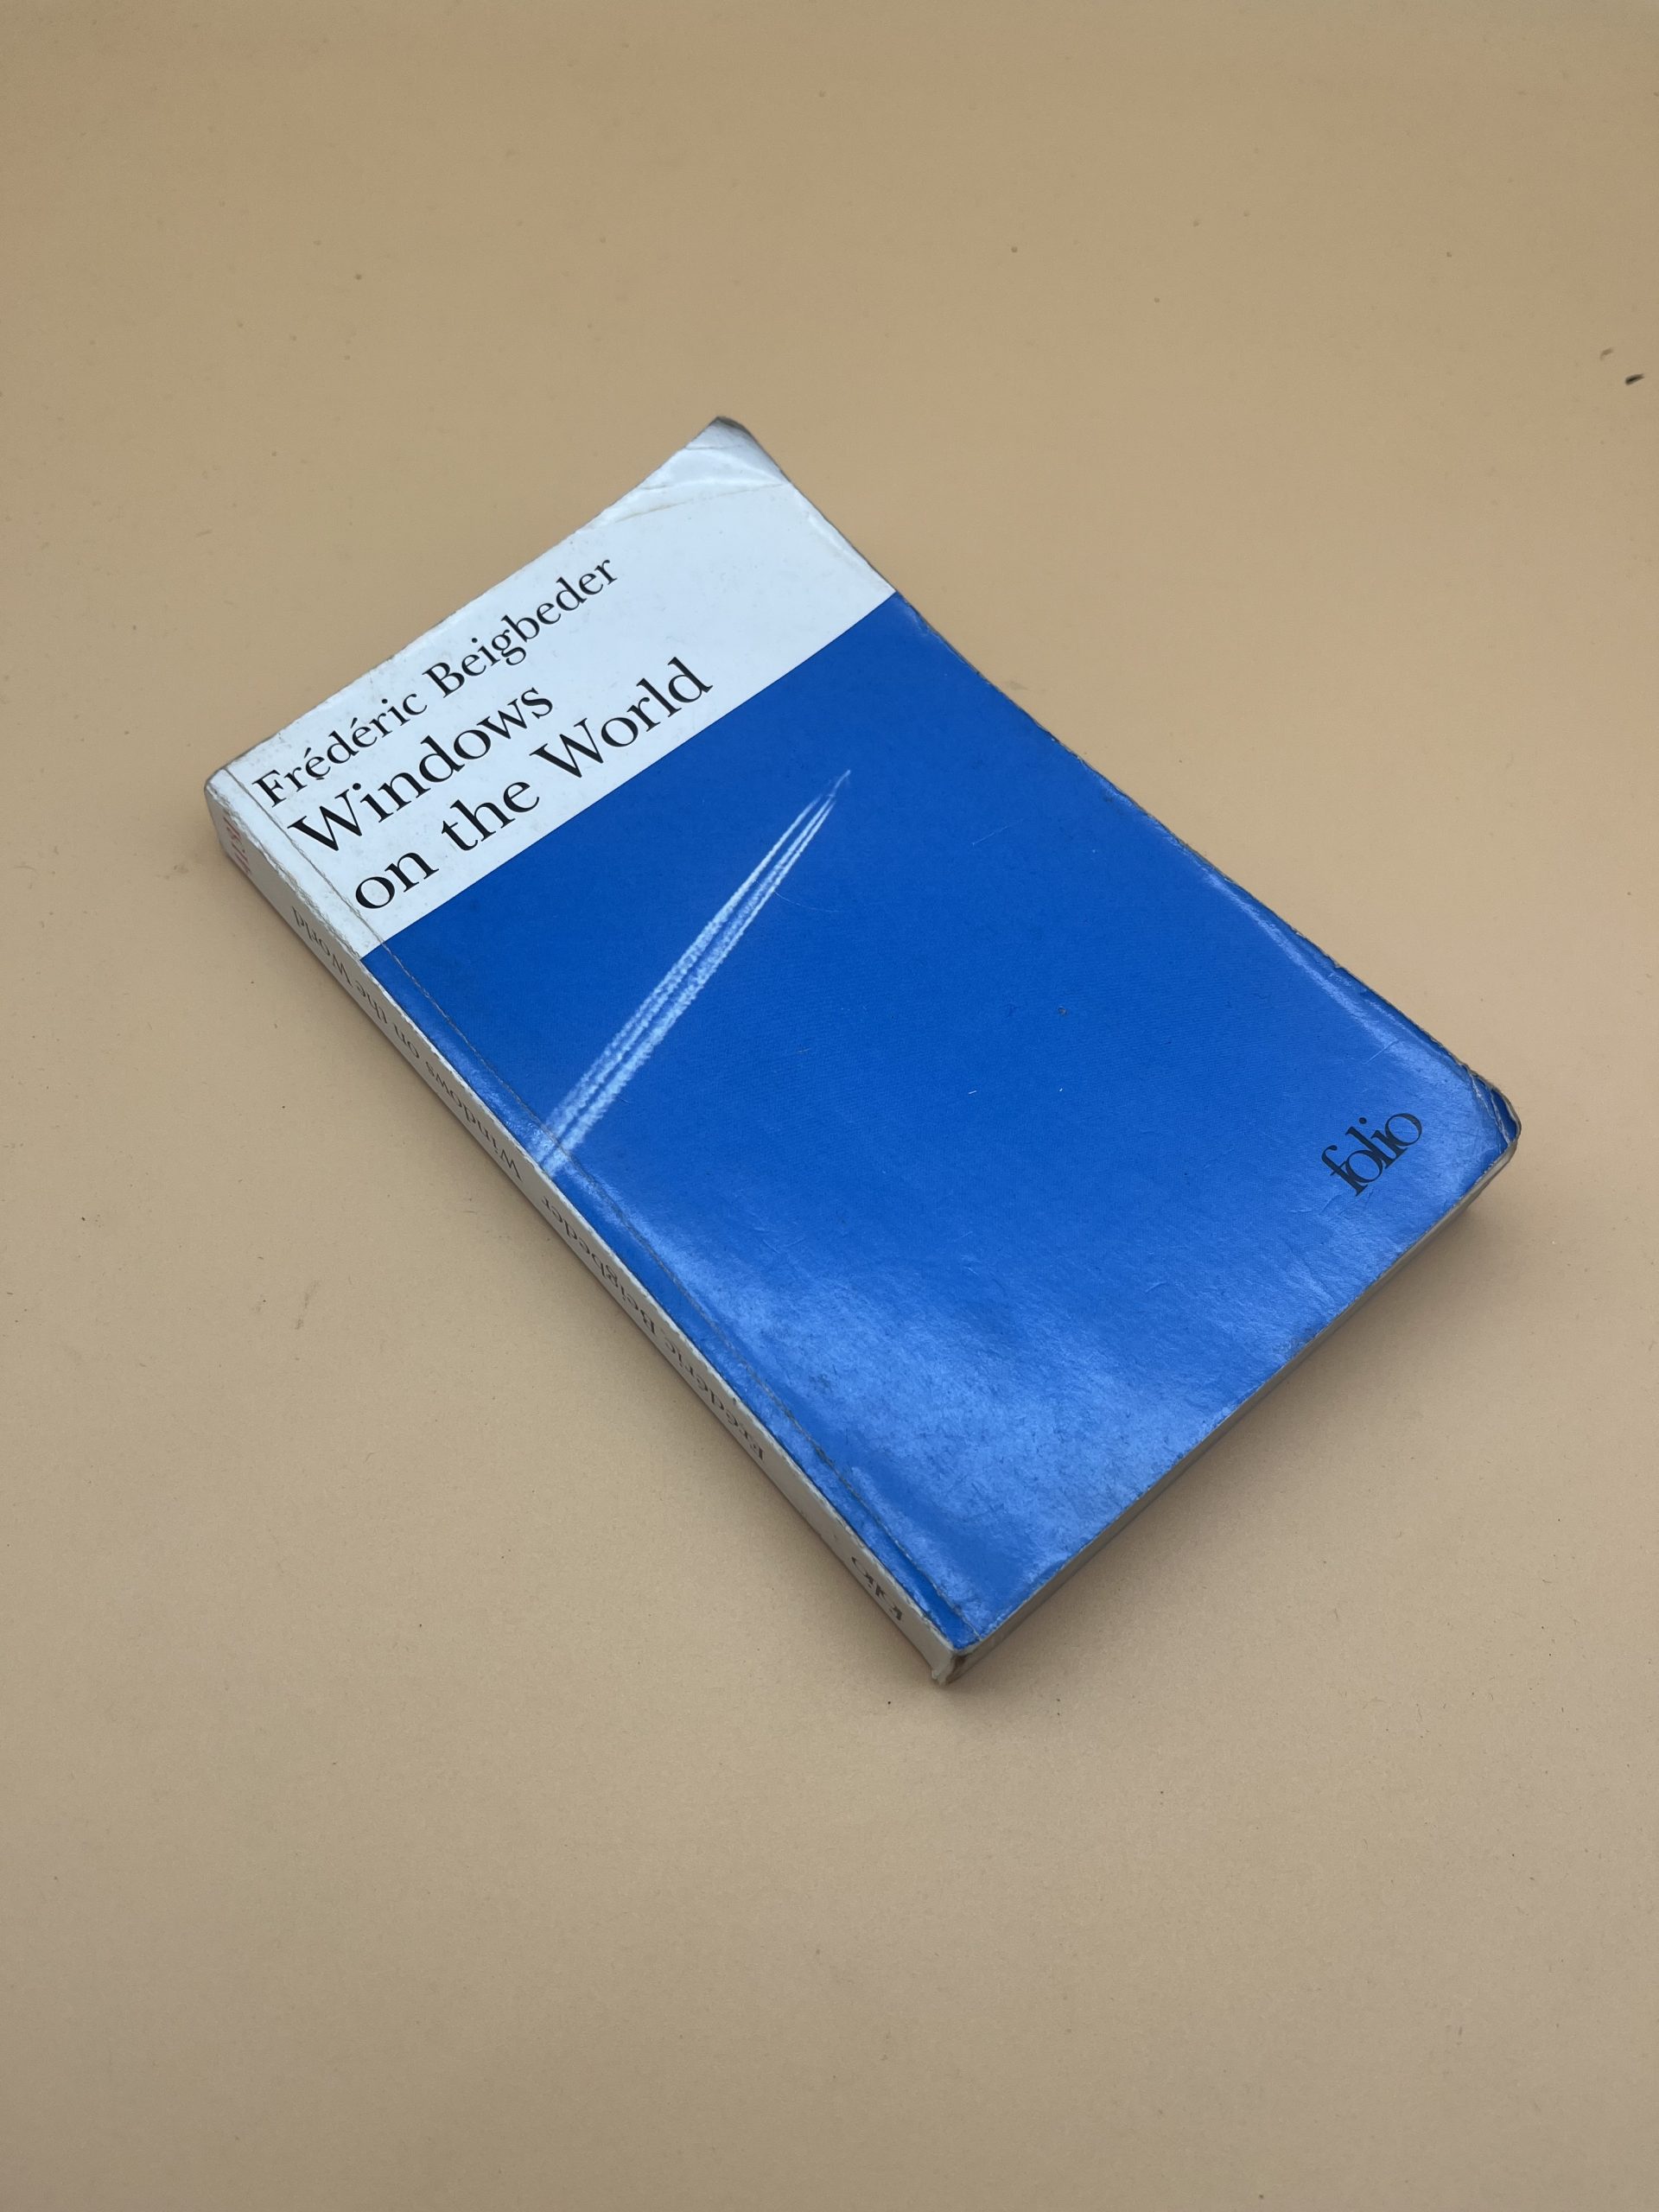 Frédéric Beigbeder
Windows
on the World
folio
Frédéric Beigbeder Windows on the World